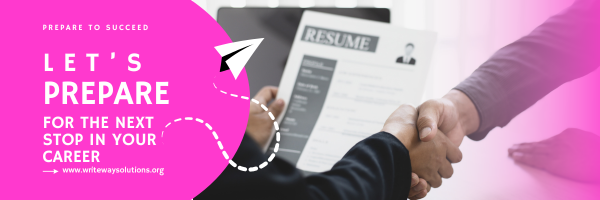 PREPARE TO SUCCEED
LET'S
PREPARE
FOR THE NEXT
STOP IN YOUR
CAREER
www.writewaysolutions.org
RESUME